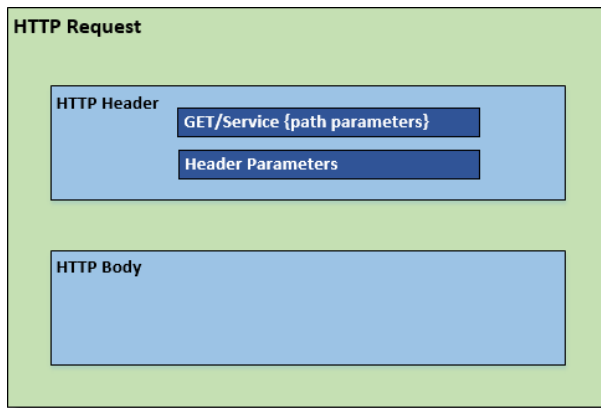 HTTP Request
HTTP Header
GET/Service {path parameters}
Header Parameters
HTTP Body